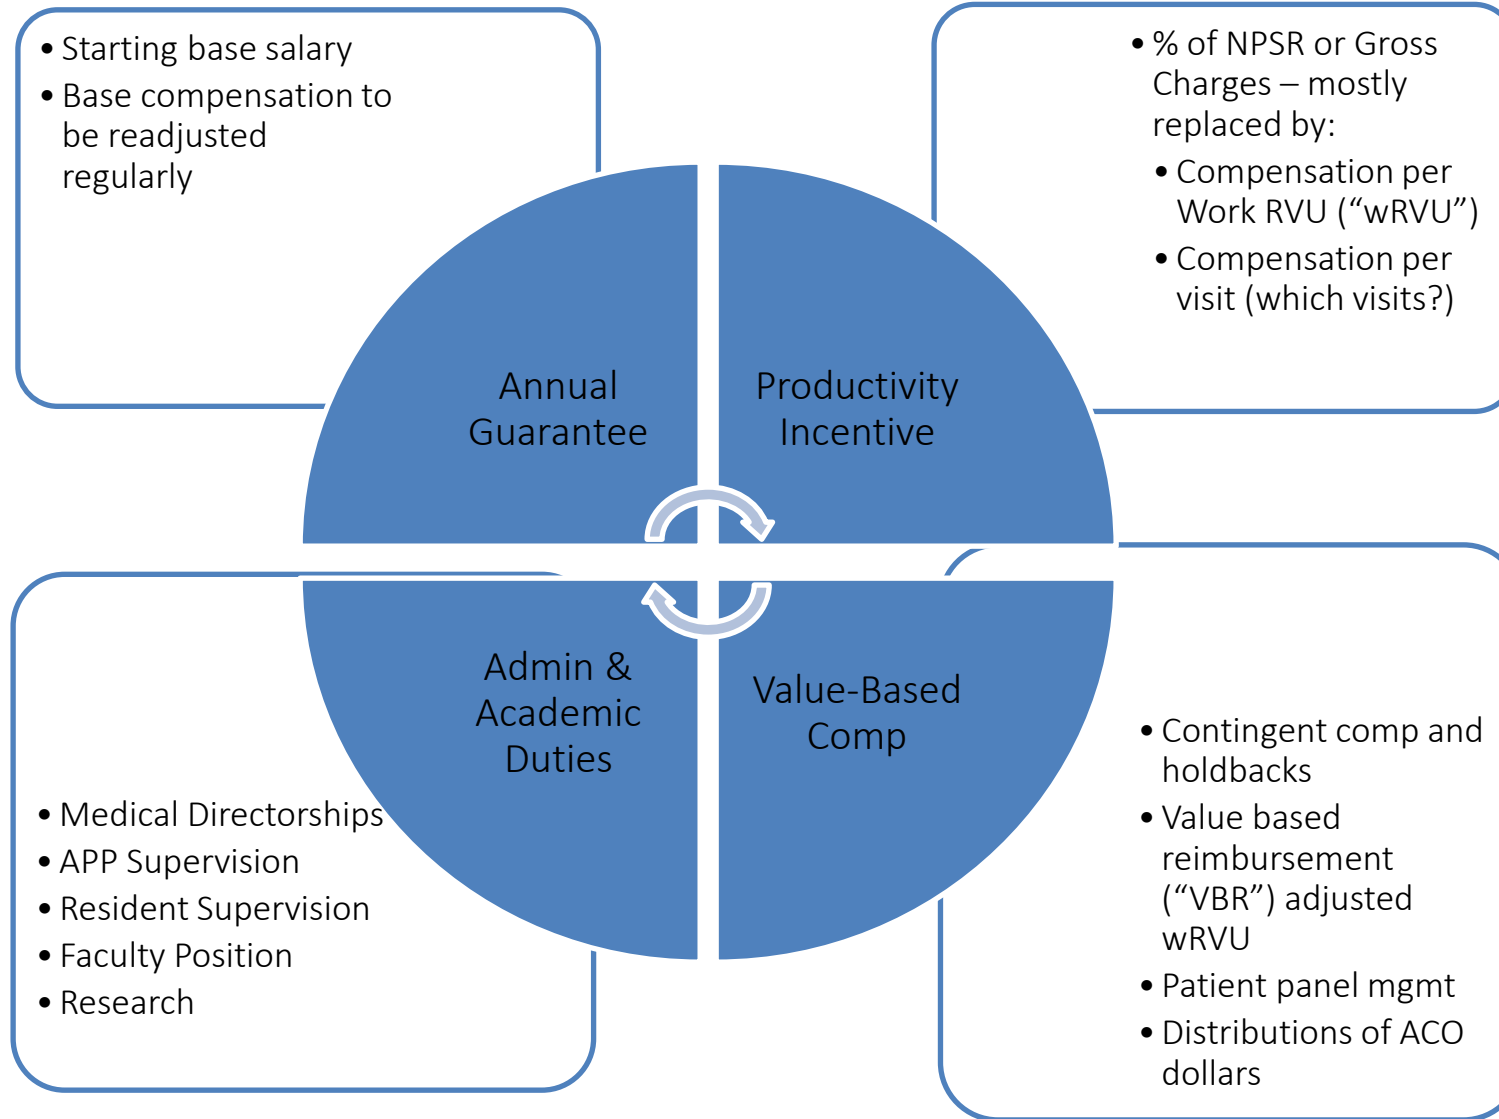 • Starting base salary
• Base compensation to
be readjusted
regularly
• % of NPSR or Gross
Charges – mostly
replaced by:
• Compensation per
Work RVU (“wRVU”)
• Compensation per
visit (which visits?)
Annual
Guarantee
Productivity
Incentive
Admin &
Academic
Duties
Value-Based
Comp
• Medical Directorships
• APP Supervision
• Resident Supervision
• Faculty Position
• Research
• Contingent comp and
holdbacks
• Value based
reimbursement
(“VBR”) adjusted
wRVU
• Patient panel mgmt
• Distributions of ACO
dollars